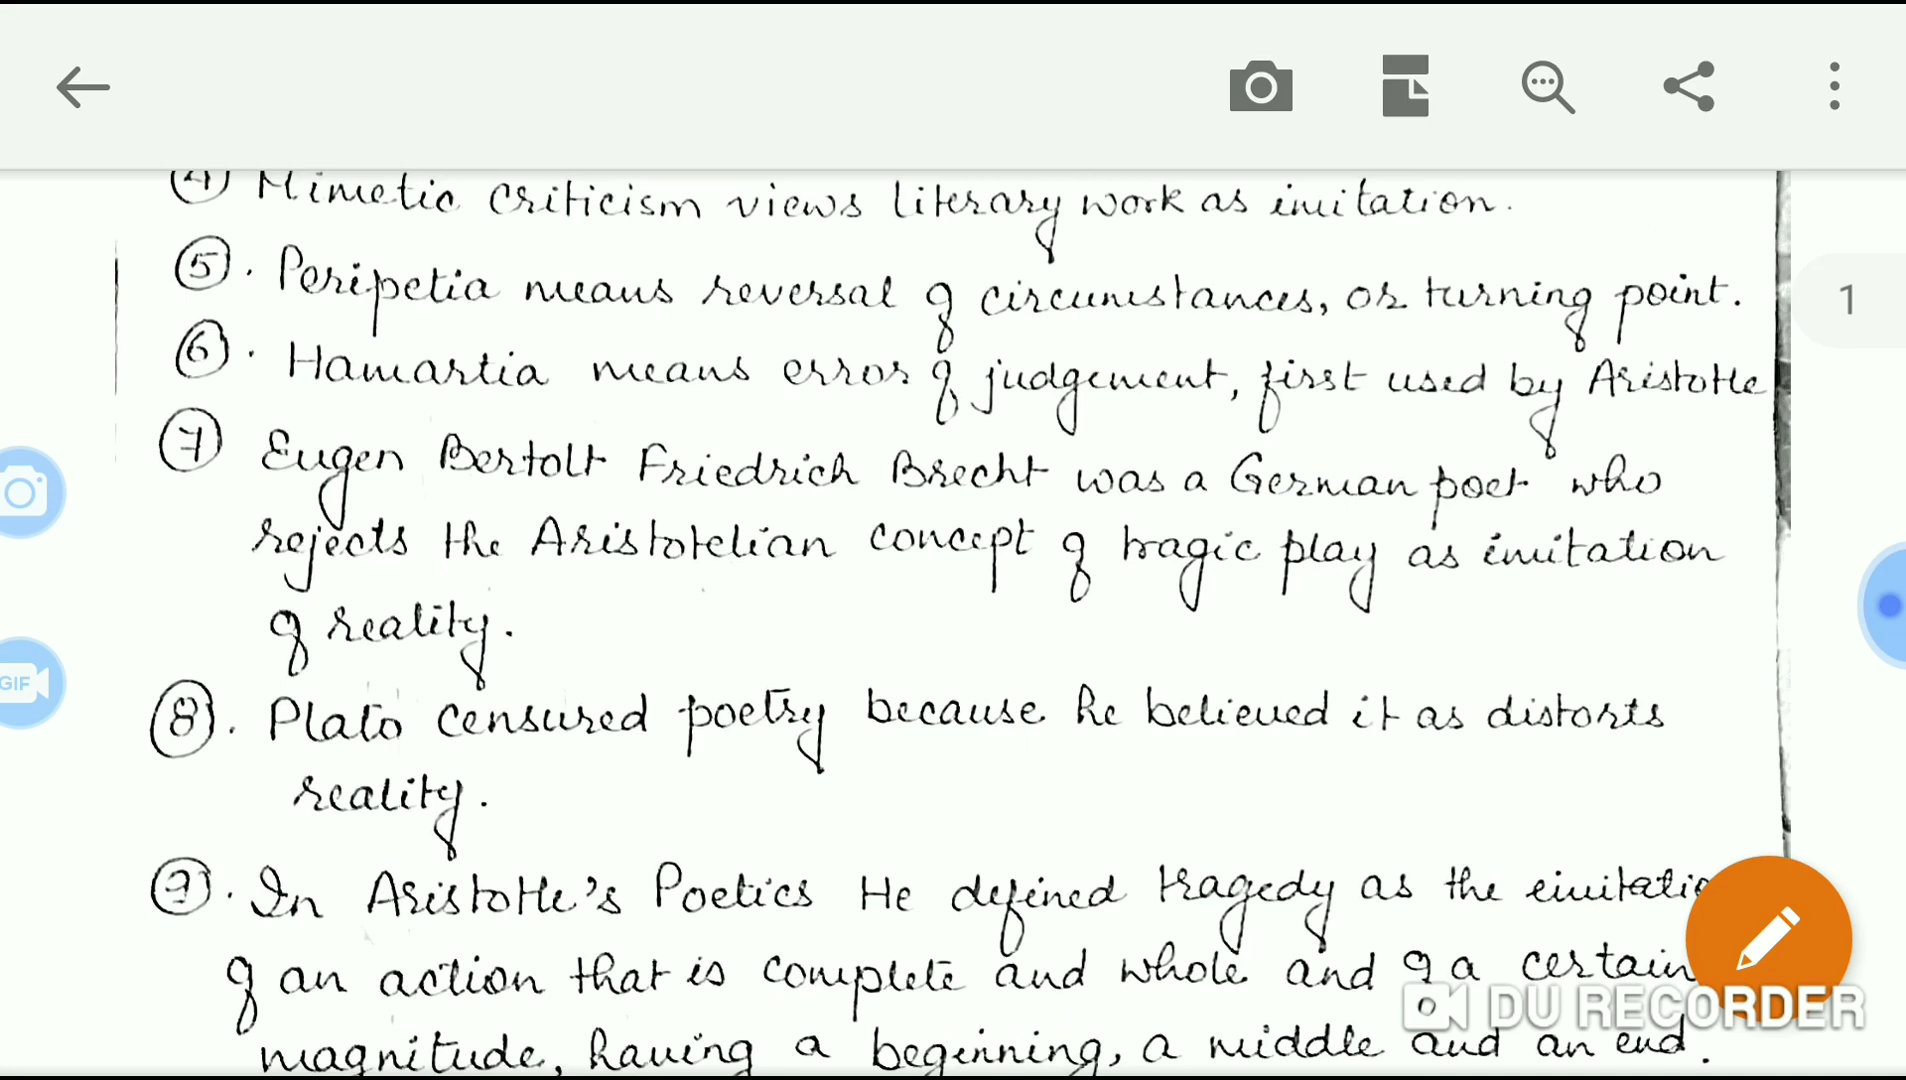 (4) Mimetic criticism views literary work as imitation.
(5). Peripetia means reversal of circumstances, or turning point.
1
(6). Hamartia means error of judgement, first used by Aristotle
(7) Eugen Bertolt Friedrich Brecht was a German poet who
rejects the Aristotelian concept of tragic play as imitation
of reality.
GIF
(8). Plato censured poetry because he believed it as distorts
reality.
(9). In Aristotle's Poetics He defined tragedy as the
of an action that is complete and whole and of a certain
DU RECORDER
magnitude, having a beginning, a middle and an end.